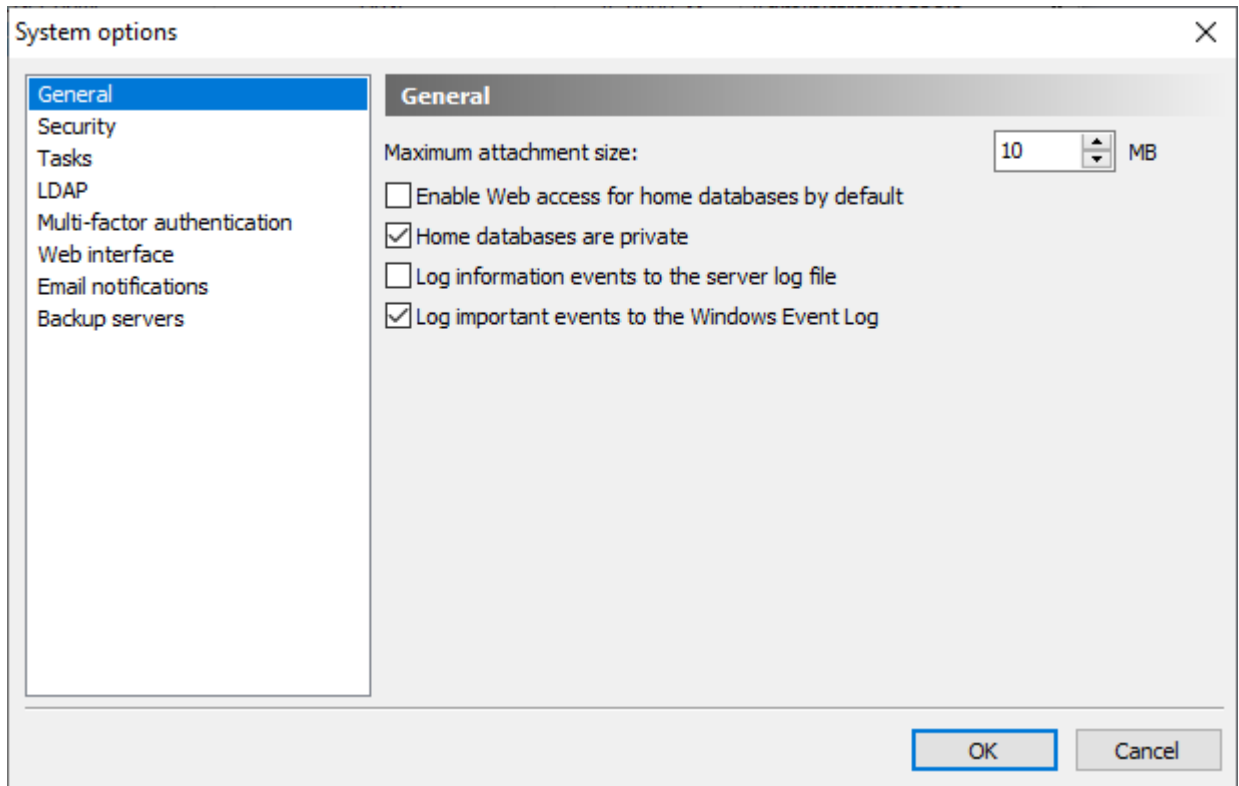 System options
General
Security
Tasks
LDAP
Multi-factor authentication
Web interface
Email notifications
Backup servers
General
Maximum attachment size: 10 MB
Enable Web access for home databases by default
Home databases are private
Log information events to the server log file
Log important events to the Windows Event Log
OK Cancel